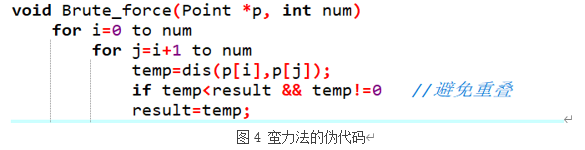 void Brute_force(Point *p, int num)
for i=0 to num
for j=i+1 to num
temp=dis(p[i],p[j]);
if temp<result && temp!=0 //避免重叠
result=temp;
图 4 蛮力法的伪代码